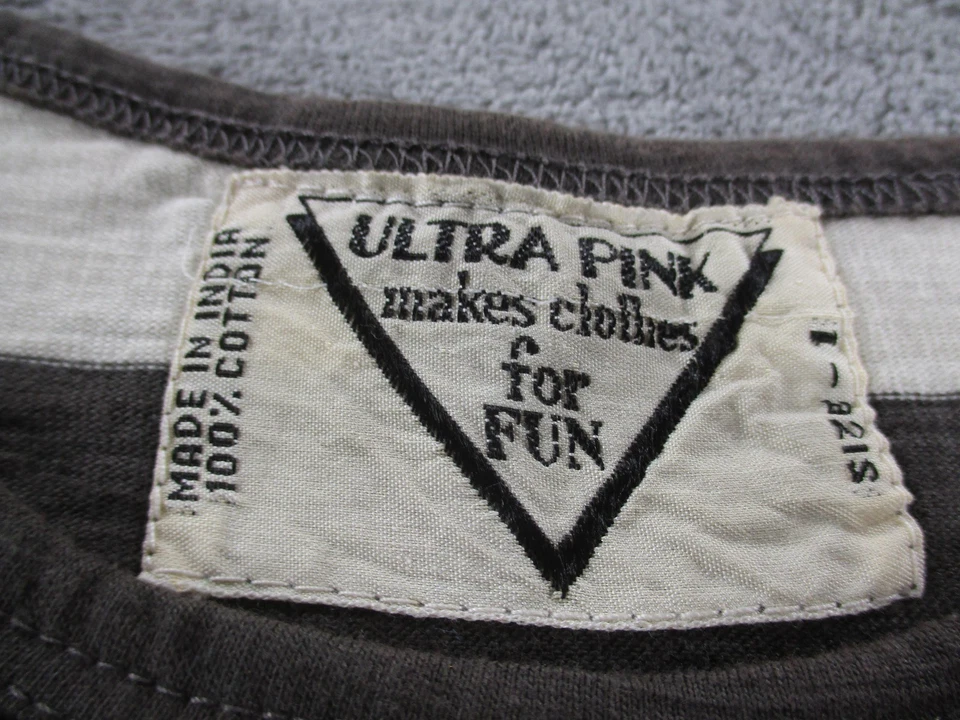 ULTRA PINK
makes clothes
for
FUN
MADE IN INDIA
100% COTTON
SIZE - 1